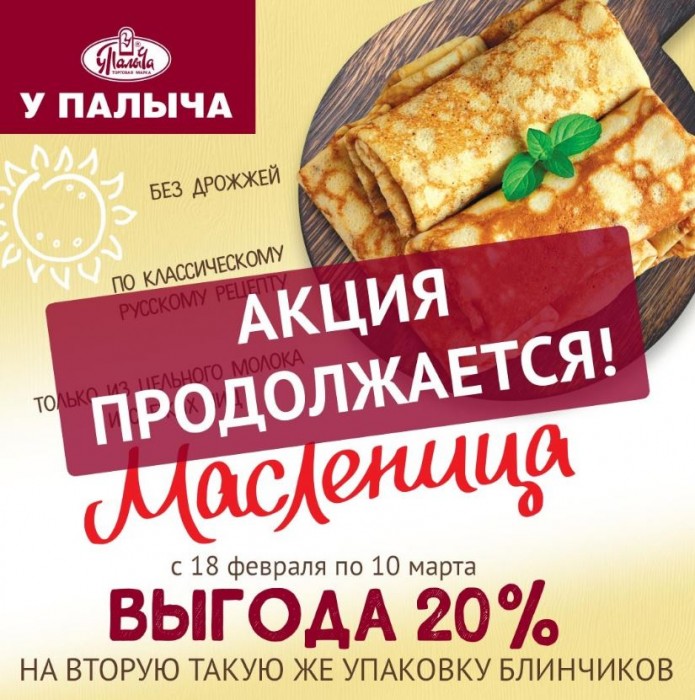 У Палыча
ТОРГОВАЯ МАРКА
У ПАЛЫЧА
БЕЗ ДРОЖЖЕЙ
ПО КЛАССИЧЕСКОМУ
РУССКОМУ РЕЦЕПТУ
АКЦИЯ
ПРОДОЛЖАЕТСЯ!
ТОЛЬКО ИЗ ЦЕЛЬНОГО МОЛОКА
Масленица
с 18 февраля по 10 марта
ВЫГОДА 20%
НА ВТОРУЮ ТАКУЮ ЖЕ УПАКОВКУ БЛИНЧИКОВ